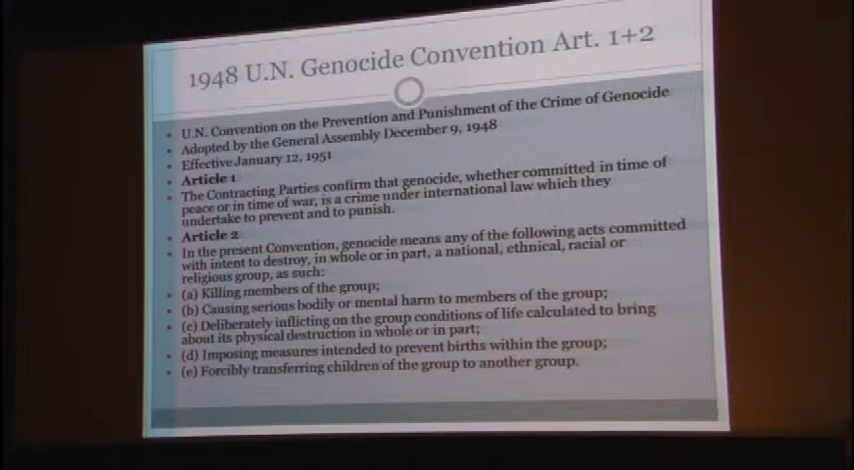 1948 U.N. Genocide Convention Art. 1+2
• U.N. Convention on the Prevention and Punishment of the Crime of Genocide
• Adopted by the General Assembly December 9, 1948
• Effective January 12, 1951
• Article 1
• The Contracting Parties confirm that genocide, whether committed in time of
peace or in time of war, is a crime under international law which they
undertake to prevent and to punish.
• Article 2
• In the present Convention, genocide means any of the following acts committed
with intent to destroy, in whole or in part, a national, ethnical, racial or
religious group, as such:
• (a) Killing members of the group;
• (b) Causing serious bodily or mental harm to members of the group;
• (c) Deliberately inflicting on the group conditions of life calculated to bring
about its physical destruction in whole or in part;
• (d) Imposing measures intended to prevent births within the group;
• (e) Forcibly transferring children of the group to another group.